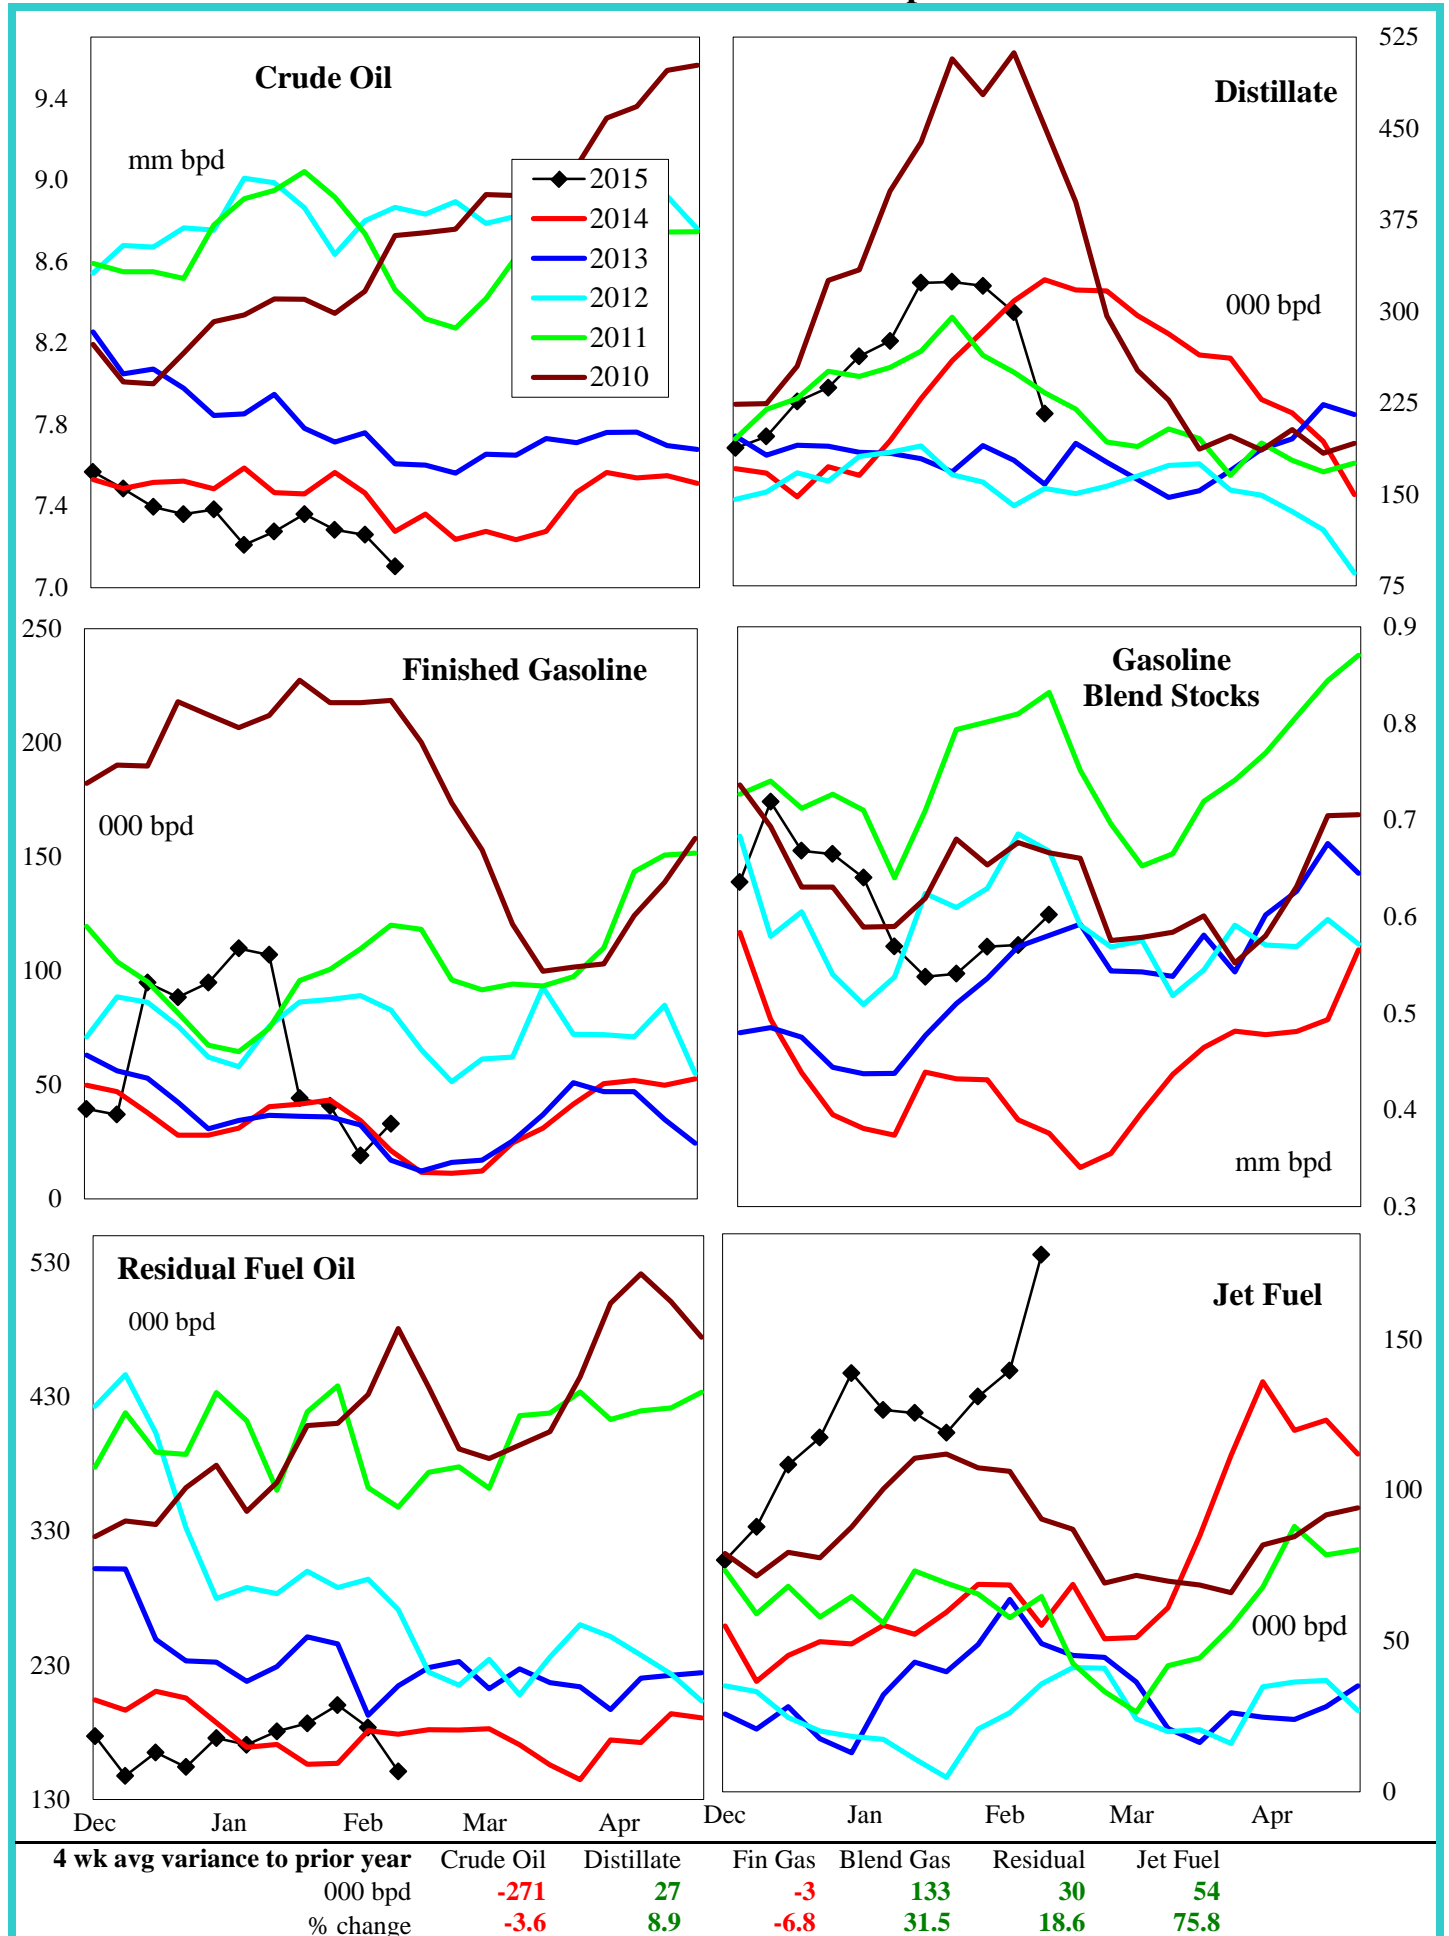 Crude Oil
mm bpd
9.4
9.0
8.6
8.2
7.8
7.4
7.0
2015
2014
2013
2012
2011
2010
Distillate
000 bpd
525
450
375
300
225
150
75
Finished Gasoline
000 bpd
250
200
150
100
50
0
Gasoline
Blend Stocks
mm bpd
0.9
0.8
0.7
0.6
0.5
0.4
0.3
Residual Fuel Oil
000 bpd
530
430
330
230
130
Dec Jan Feb Mar Apr
Jet Fuel
000 bpd
150
100
50
0
Dec Jan Feb Mar Apr
4 wk avg variance to prior year Crude Oil Distillate Fin Gas Blend Gas Residual Jet Fuel
000 bpd -271 27 -3 133 30 54
% change -3.6 8.9 -6.8 31.5 18.6 75.8